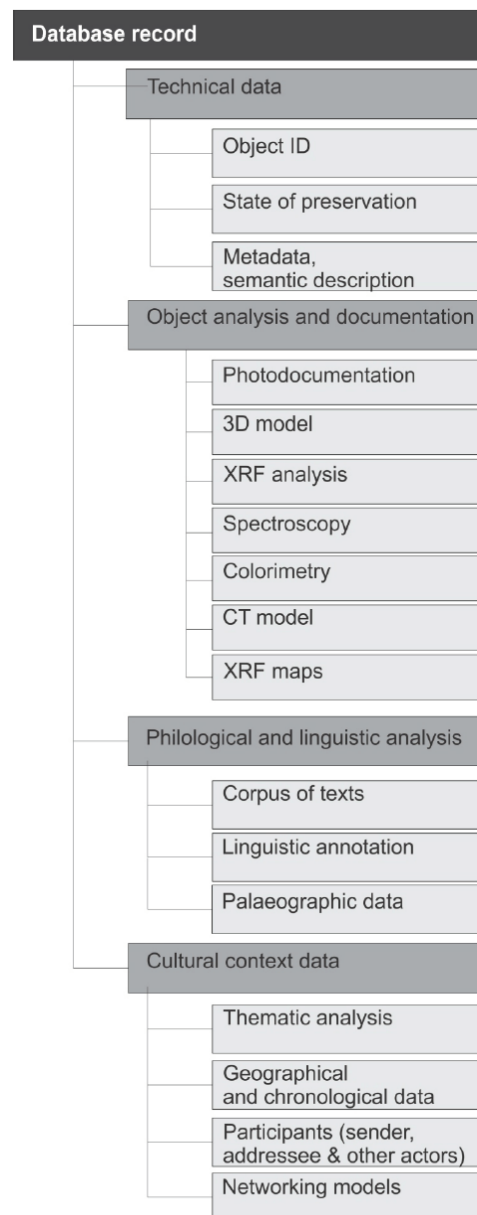 Database record
Technical data
Object ID
State of preservation
Metadata,
semantic description
Object analysis and documentation
Photodocumentation
3D model
XRF analysis
Spectroscopy
Colorimetry
CT model
XRF maps
Philological and linguistic analysis
Corpus of texts
Linguistic annotation
Palaeographic data
Cultural context data
Thematic analysis
Geographical
and chronological data
Participants (sender,
addressee & other actors)
Networking models